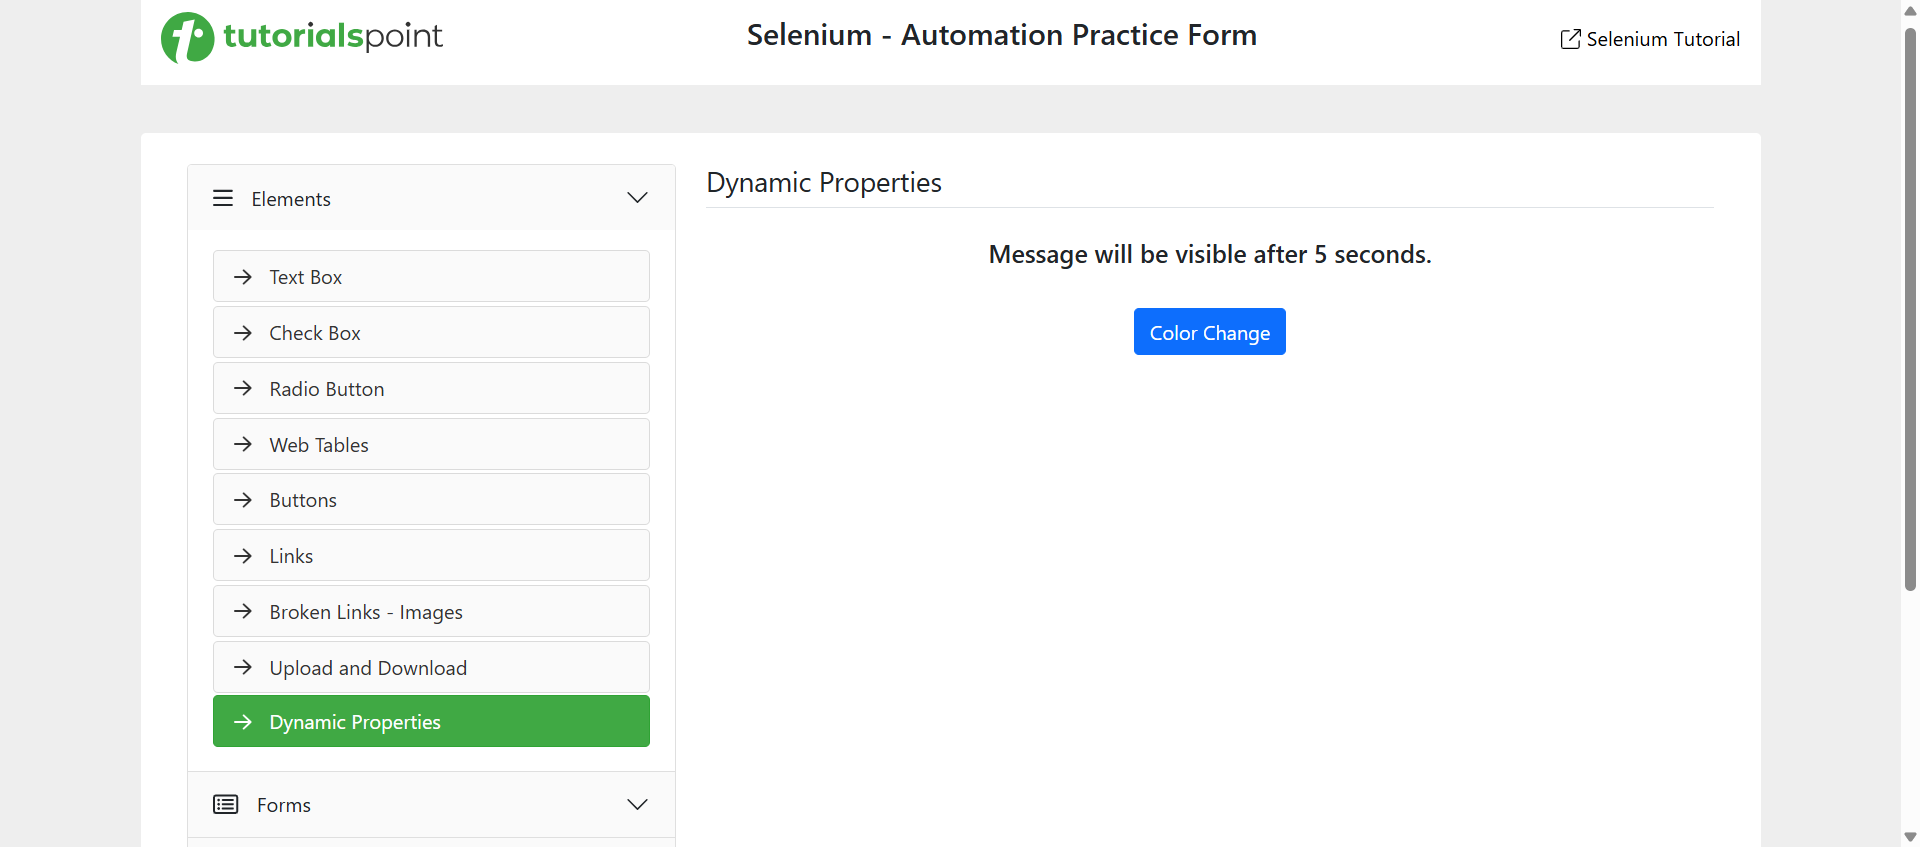 tutorialspoint
Selenium - Automation Practice Form
Selenium Tutorial
Elements
Text Box
Check Box
Radio Button
Web Tables
Buttons
Links
Broken Links - Images
Upload and Download
Dynamic Properties
Forms
Dynamic Properties
Message will be visible after 5 seconds.
Color Change